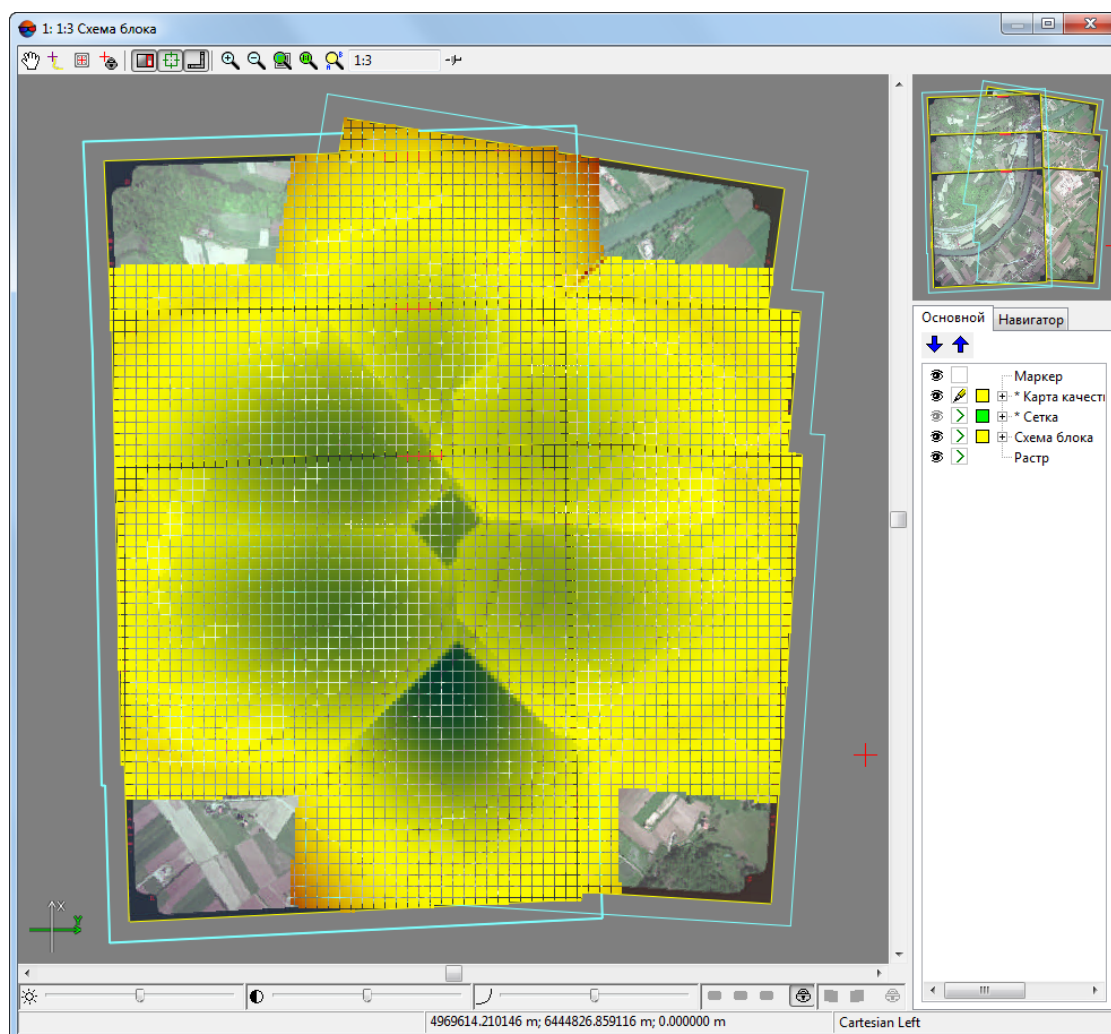 1: 1:3 Схема блока
1:3
Основной
Навигатор
Маркер
* Карта качестн
* Сетка
Схема блока
Растр
X
Y
4969614.210146 m; 6444826.859116 m; 0.000000 m
Cartesian Left